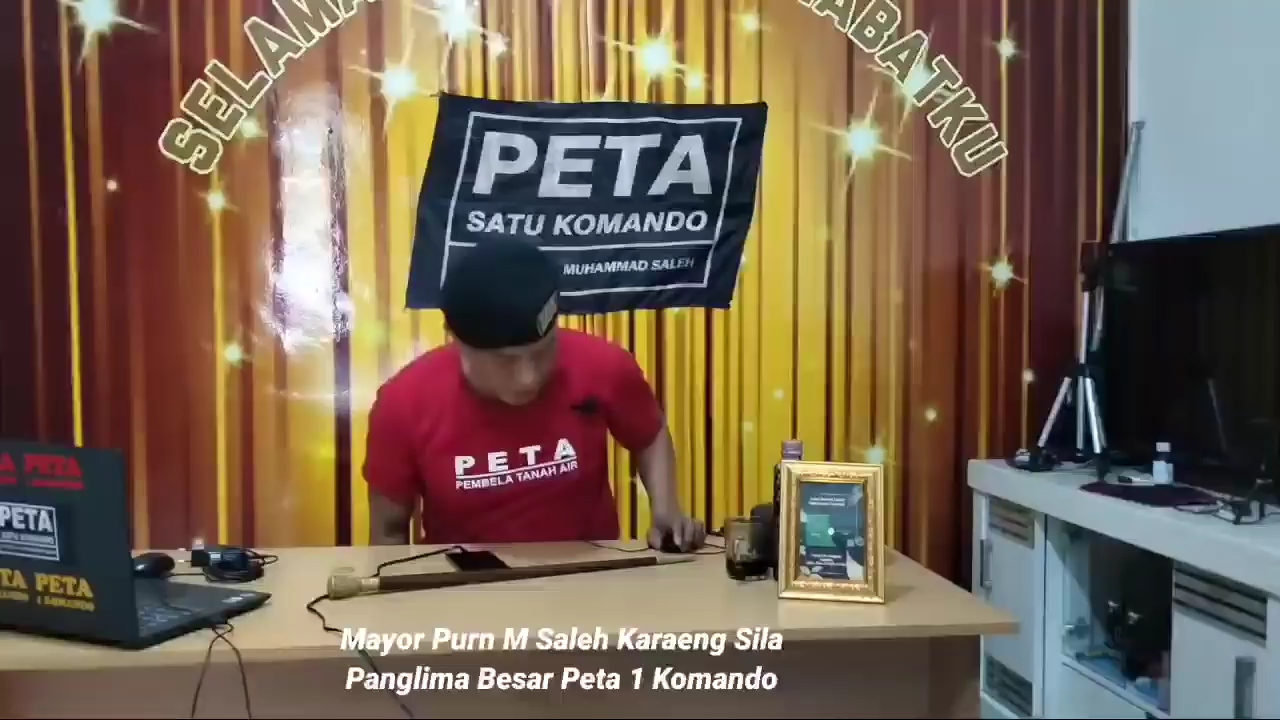 SELAMA
ABATKU
PETA
SATU KOMANDO
MUHAMMAD SALEH
PETA
PEMBELA TANAH AIR
PETA
PETA
SATU KOMANDO
TA PETA
1 KOMANDO
Mayor Purn M Saleh Karaeng Sila
Panglima Besar Peta 1 Komando